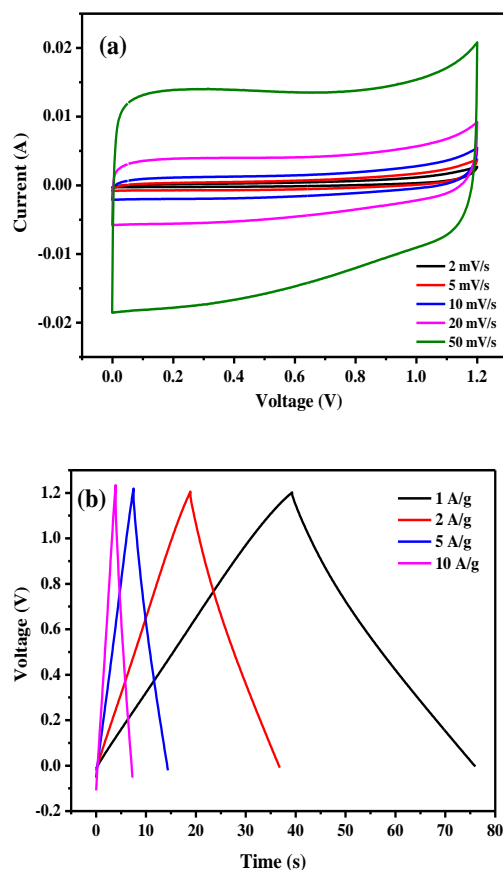 (a)
0.02
0.01
0.00
-0.01
-0.02
Current (A)
2 mV/s
5 mV/s
10 mV/s
20 mV/s
50 mV/s
0.0 0.2 0.4 0.6 0.8 1.0 1.2
Voltage (V)
(b)
1.2
1.0
0.8
0.6
0.4
0.2
0.0
-0.2
Voltage (V)
1 A/g
2 A/g
5 A/g
10 A/g
0 10 20 30 40 50 60 70 80
Time (s)